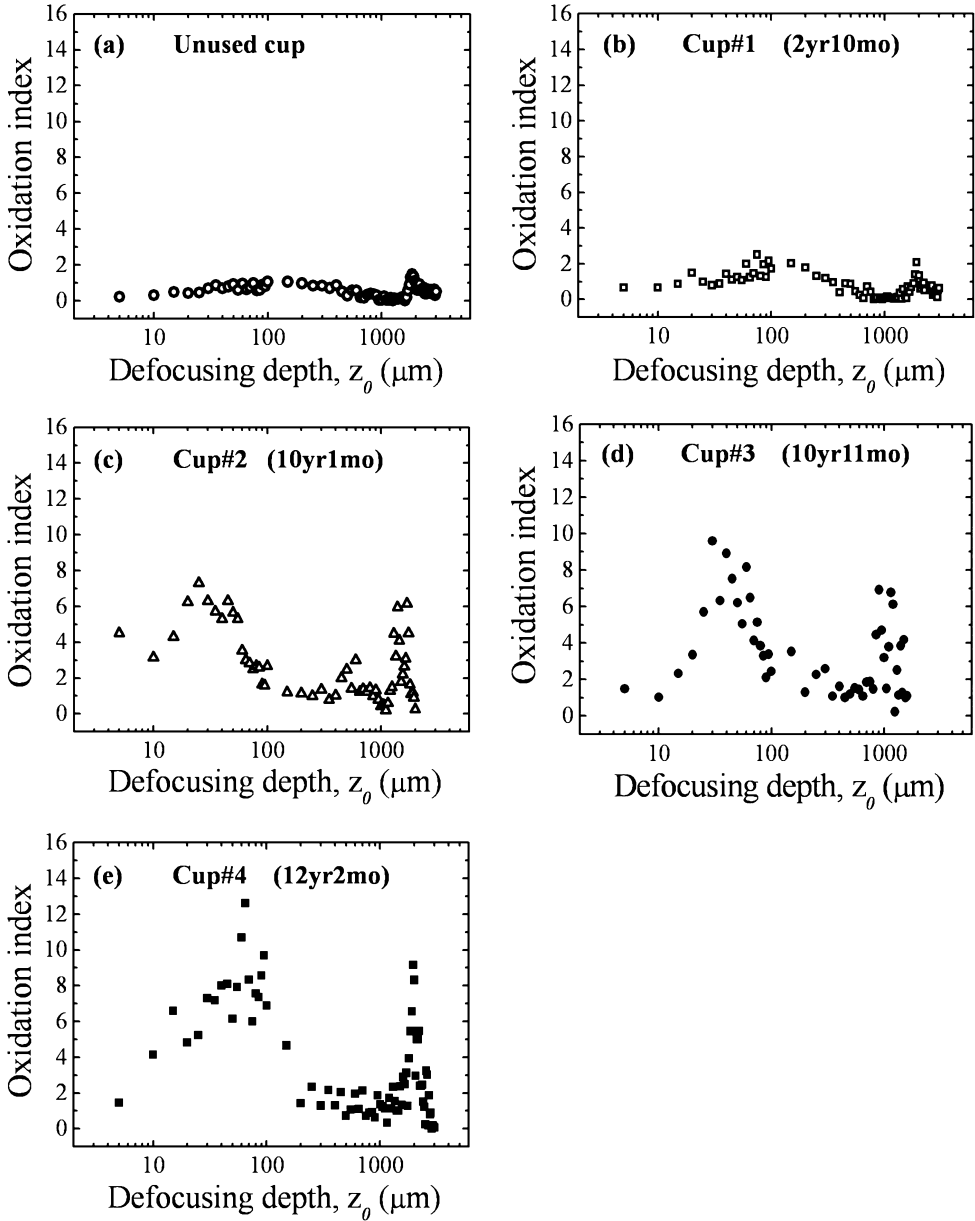 (a) Unused cup
16
14
12
10
8
6
4
2
0
Oxidation index
10 100 1000
Defocusing depth, z0 (μm)
(b) Cup#1 (2yr10mo)
16
14
12
10
8
6
4
2
0
Oxidation index
10 100 1000
Defocusing depth, z0 (μm)
(c) Cup#2 (10yr1mo)
16
14
12
10
8
6
4
2
0
Oxidation index
10 100 1000
Defocusing depth, z0 (μm)
(d) Cup#3 (10yr11mo)
16
14
12
10
8
6
4
2
0
Oxidation index
10 100 1000
Defocusing depth, z0 (μm)
(e) Cup#4 (12yr2mo)
16
14
12
10
8
6
4
2
0
Oxidation index
10 100 1000
Defocusing depth, z0 (μm)